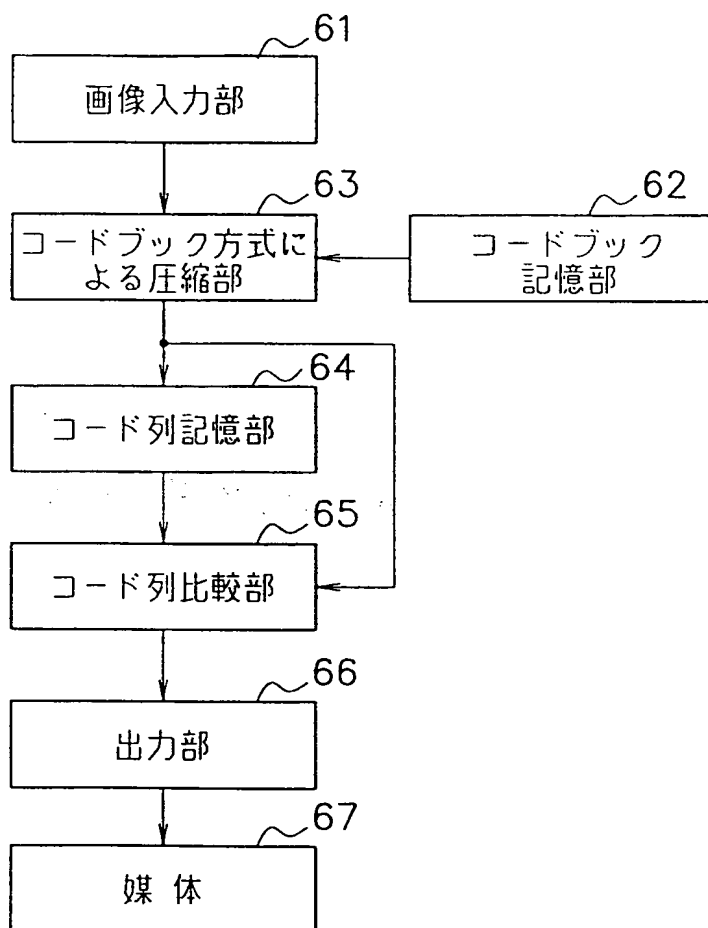 61
画像入力部
63
コードブック方式に
よる圧縮部
62
コードブック
記憶部
64
コード列記憶部
65
コード列比較部
66
出力部
67
媒体